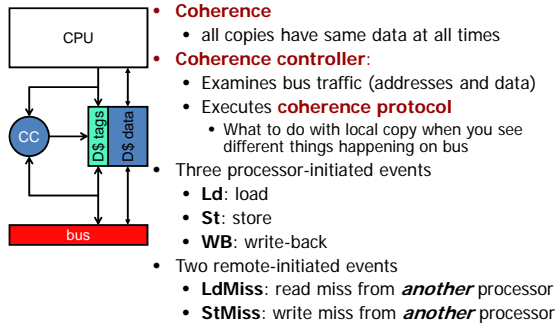 CPU
CC
D$ tags
D$ data
bus
• Coherence
• all copies have same data at all times
• Coherence controller:
• Examines bus traffic (addresses and data)
• Executes coherence protocol
• What to do with local copy when you see
different things happening on bus
• Three processor-initiated events
• Ld: load
• St: store
• WB: write-back
• Two remote-initiated events
• LdMiss: read miss from another processor
• StMiss: write miss from another processor